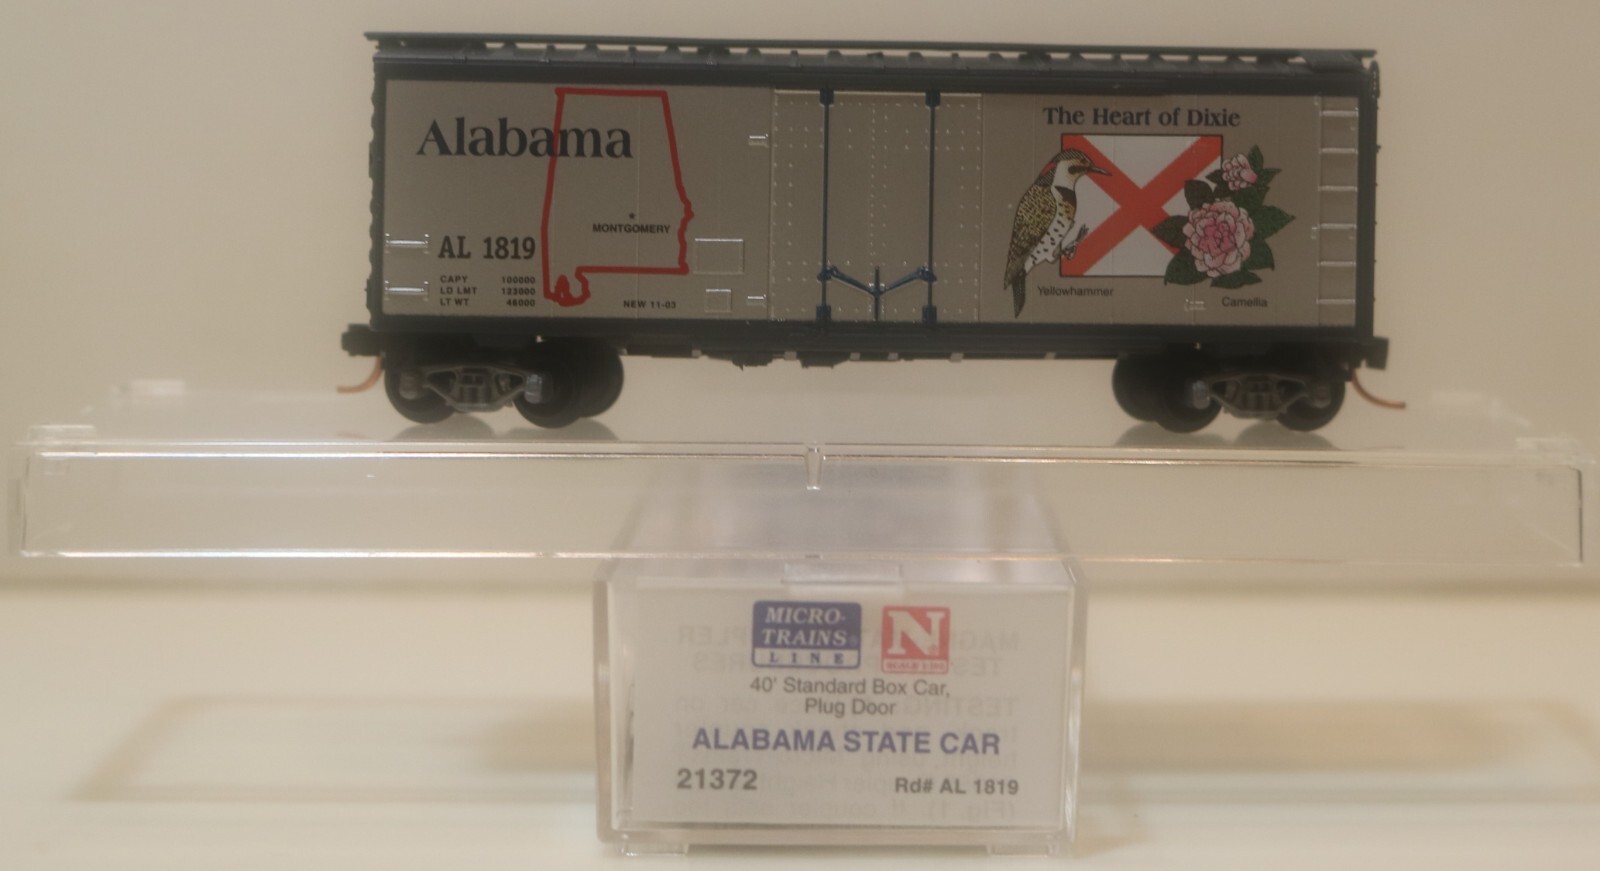 Alabama
MONTGOMERY
AL 1819
CAPY 100000
LD LMT 123000
LT WT 48000
NEW 11-03
The Heart of Dixie
Yellowhammer
Camellia
MICRO-
TRAINS
LINE
N
40' Standard Box Car,
Plug Door
ALABAMA STATE CAR
21372 Rd# AL 1819